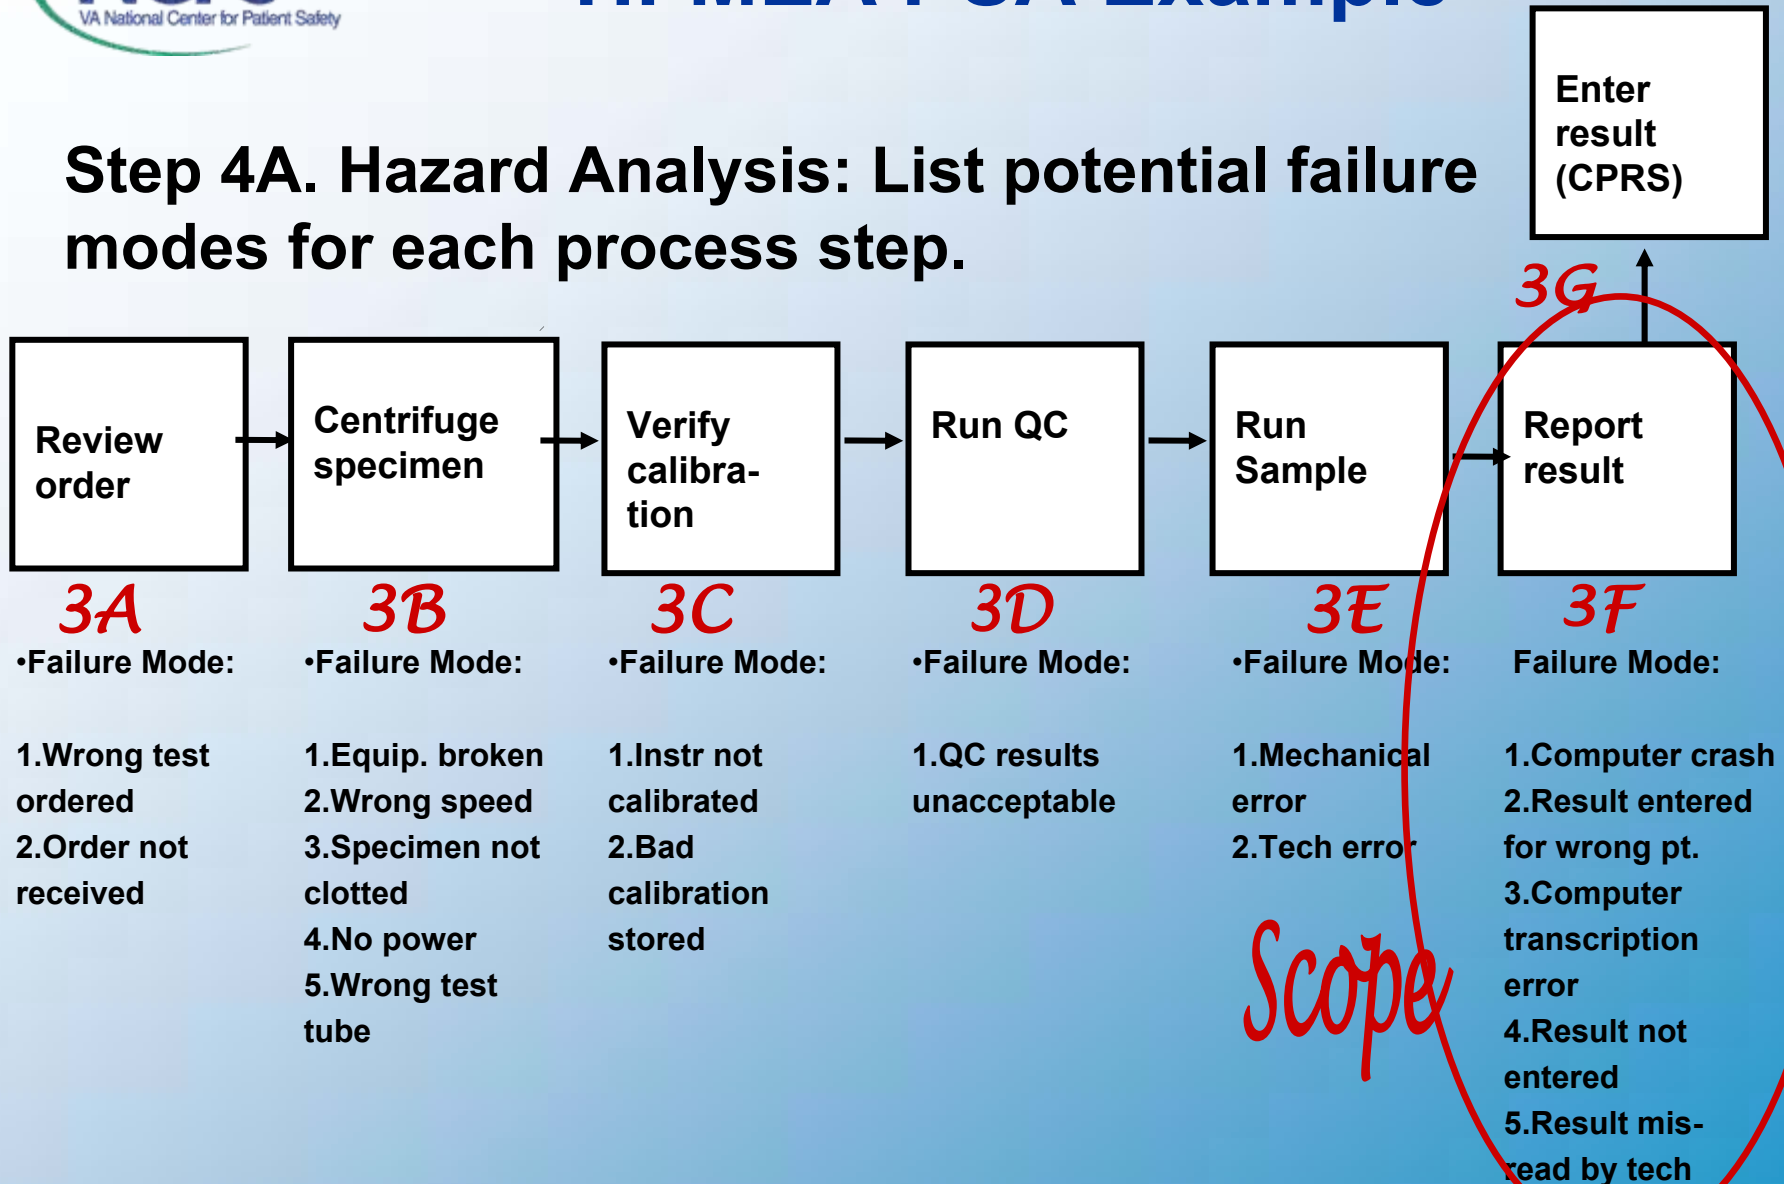 VA National Center for Patient Safety
PSA Example
Step 4A. Hazard Analysis: List potential failure
modes for each process step.
Enter
result
(CPRS)
3G
Review
order
Centrifuge
specimen
Verify
calibra-
tion
Run QC
Run
Sample
Report
result
3A
3B
3C
3D
3E
3F
•Failure Mode:
1.Wrong test
ordered
2.Order not
received
•Failure Mode:
1.Equip. broken
2.Wrong speed
3.Specimen not
clotted
4.No power
5.Wrong test
tube
•Failure Mode:
1.Instr not
calibrated
2.Bad
calibration
stored
•Failure Mode:
1.QC results
unacceptable
•Failure Mode:
1.Mechanical
error
2.Tech error
Scope
Failure Mode:
1.Computer crash
2.Result entered
for wrong pt.
3.Computer
transcription
error
4.Result not
entered
5.Result mis-
read by tech